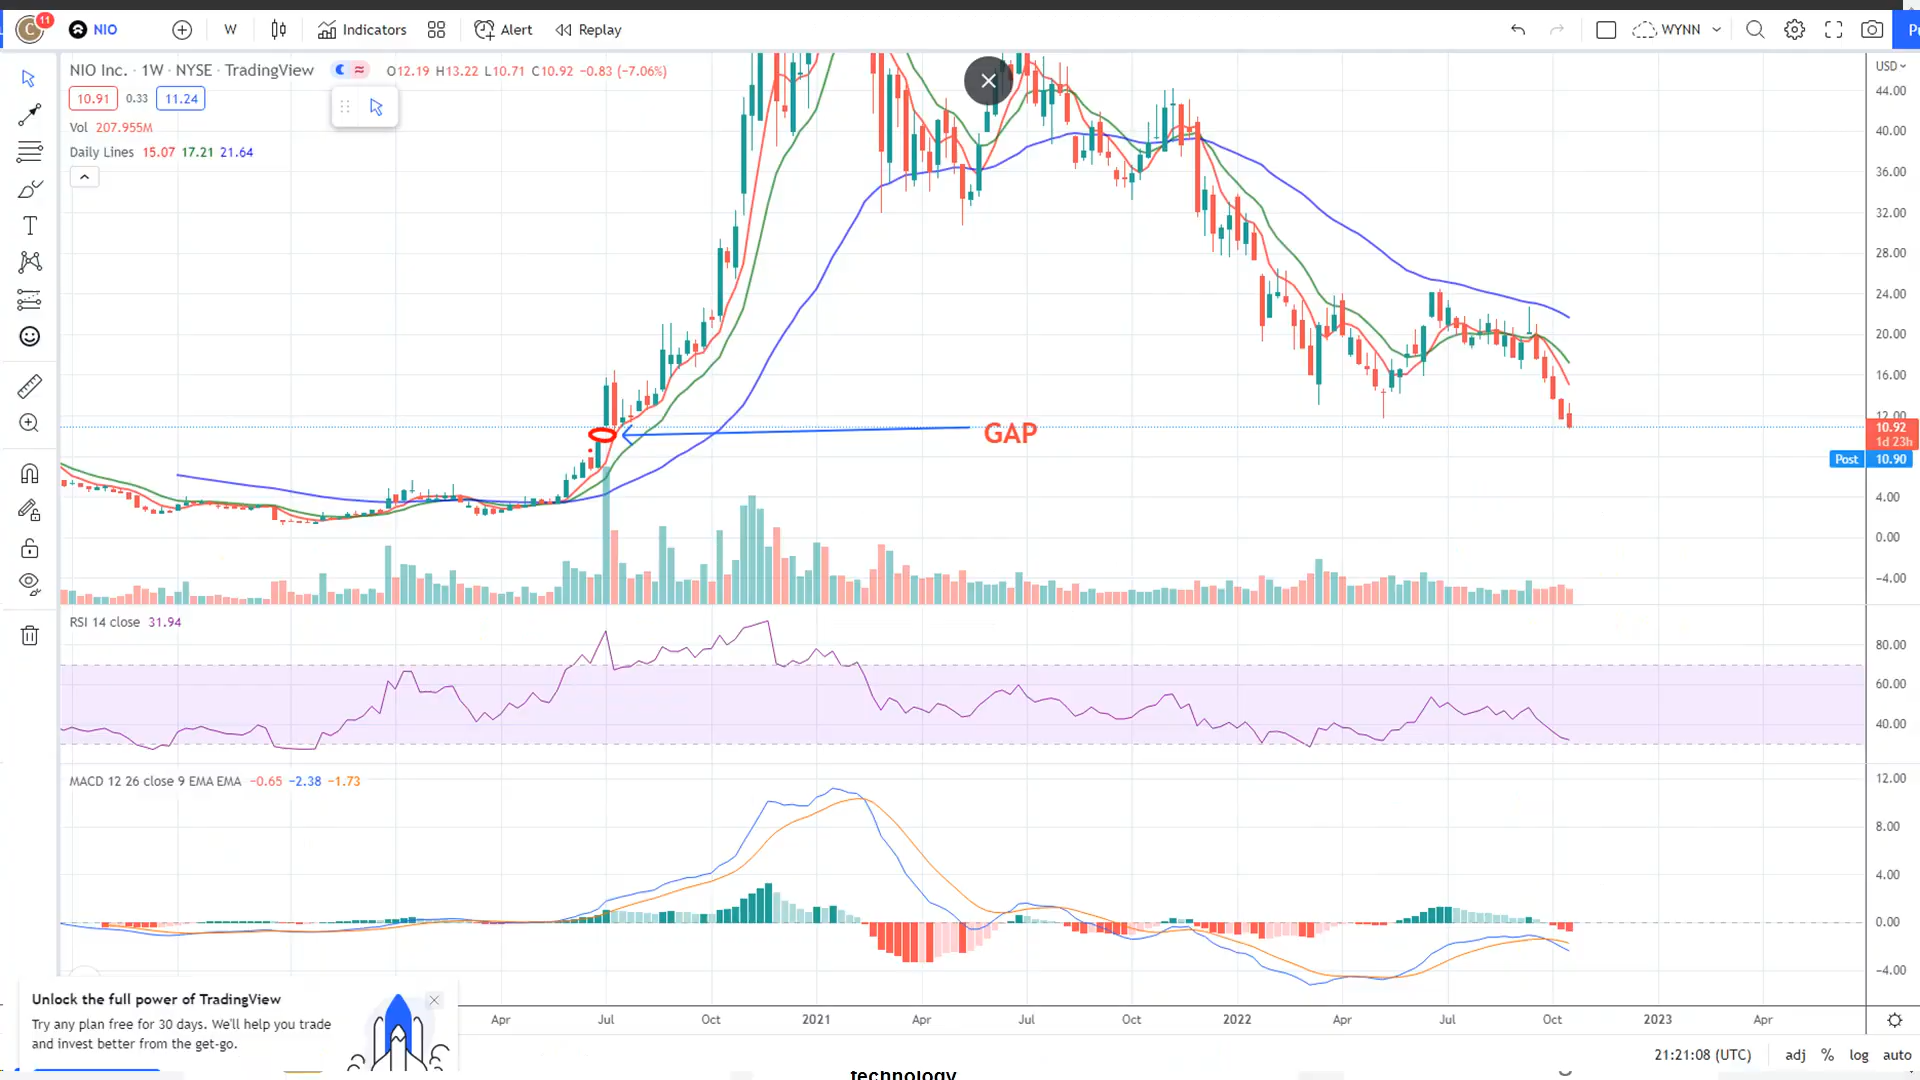 C 11 NIO W Indicators Alert Replay WYNN Pu
NIO Inc. · 1W · NYSE · TradingView O12.19 H13.22 L10.71 C10.92 −0.83 (−7.06%)
10.91 0.33 11.24
Vol 207.955M
Daily Lines 15.07 17.21 21.64
USD
44.00
40.00
36.00
32.00
28.00
24.00
20.00
16.00
12.00
GAP
10.92
1d 23h
Post 10.90
4.00
0.00
−4.00
RSI 14 close 31.94
80.00
60.00
40.00
MACD 12 26 close 9 EMA EMA −0.65 −2.38 −1.73
12.00
8.00
4.00
0.00
−4.00
Unlock the full power of TradingView
Try any plan free for 30 days. We'll help you trade
and invest better from the get-go.
Apr Jul Oct 2021 Apr Jul Oct 2022 Apr Jul Oct 2023 Apr
21:21:08 (UTC) adj % log auto
technology